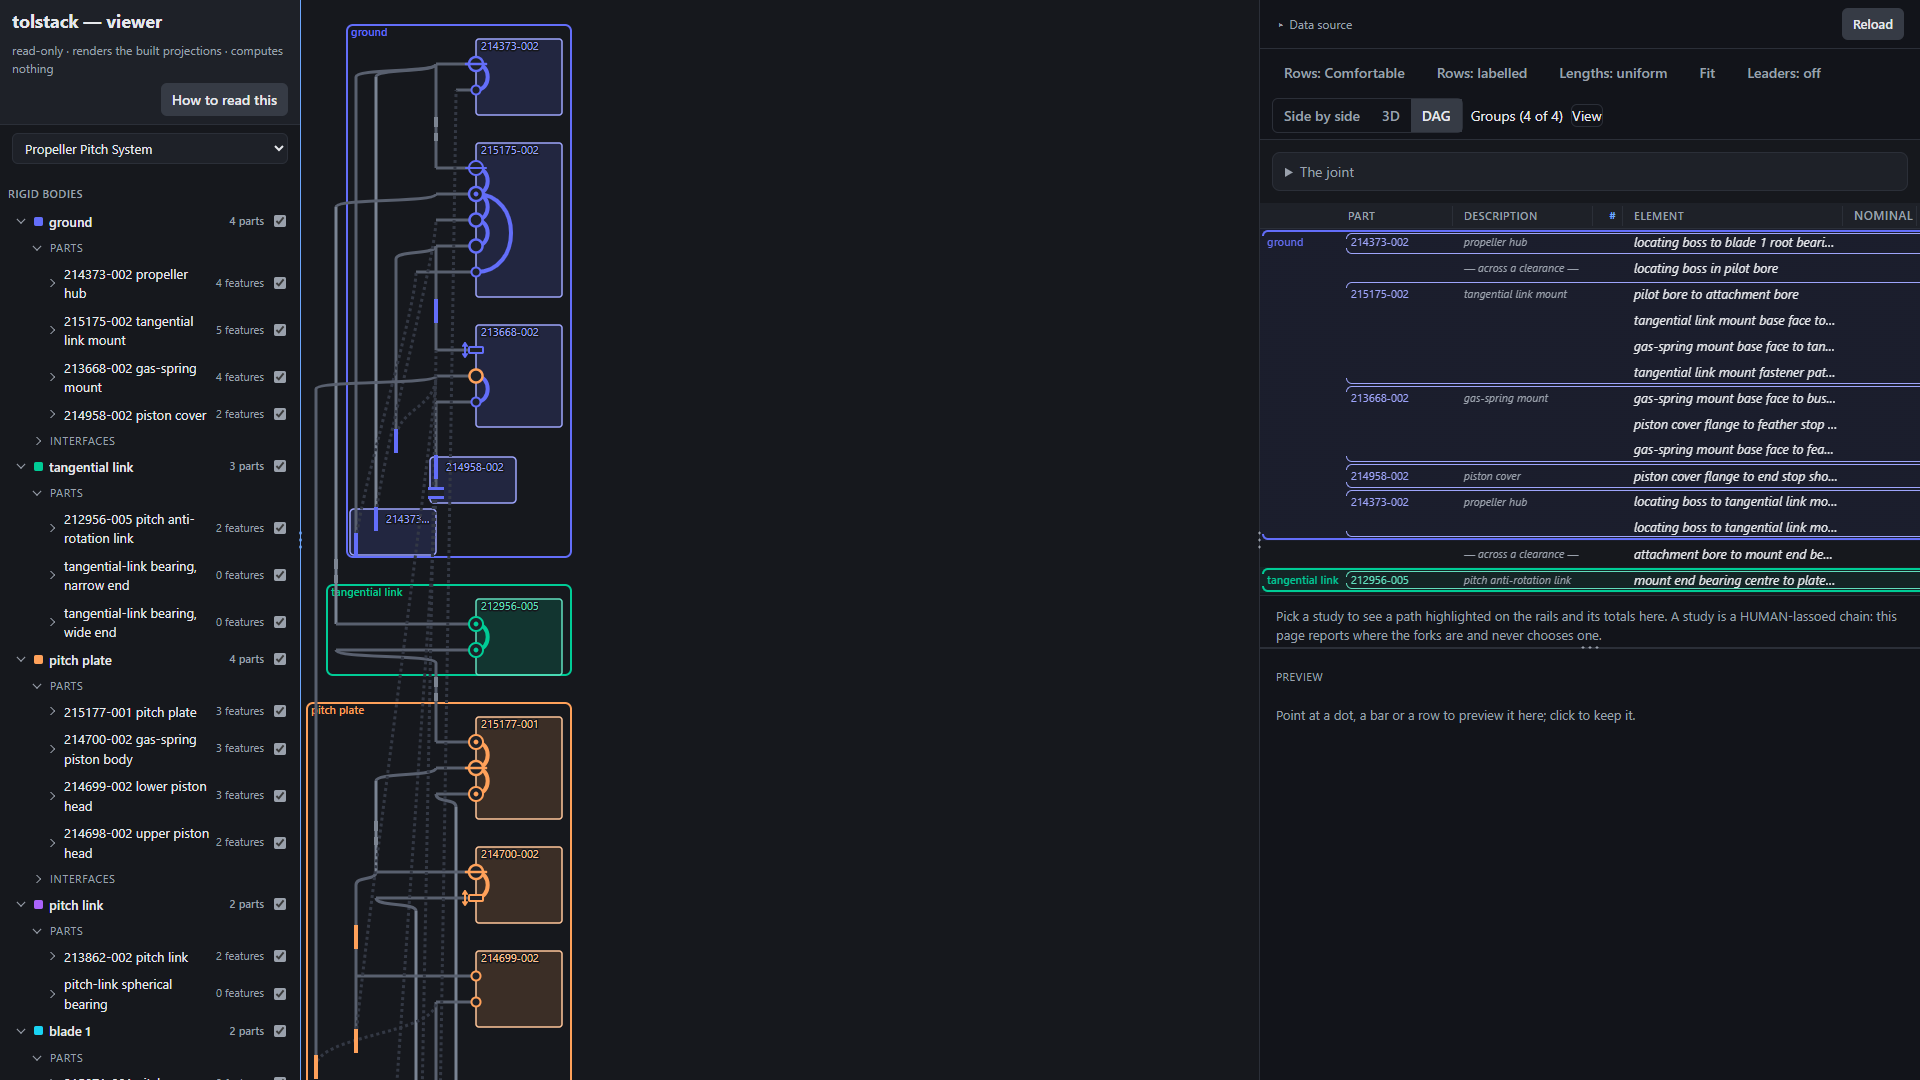 tolstack — viewer
read-only · renders the built projections · computes
nothing
How to read this
Propeller Pitch System
RIGID BODIES
ground 4 parts
PARTS
214373-002 propeller
hub
4 features
215175-002 tangential
link mount
5 features
213668-002 gas-spring
mount
4 features
214958-002 piston cover 2 features
INTERFACES
tangential link 3 parts
PARTS
212956-005 pitch anti-
rotation link
2 features
tangential-link bearing,
narrow end
0 features
tangential-link bearing,
wide end
0 features
pitch plate 4 parts
PARTS
215177-001 pitch plate 3 features
214700-002 gas-spring
piston body
3 features
214699-002 lower piston
head
3 features
214698-002 upper piston
head
2 features
INTERFACES
pitch link 2 parts
PARTS
213862-002 pitch link 2 features
pitch-link spherical
bearing
0 features
blade 1 2 parts
PARTS
ground
214373-002
215175-002
213668-002
214958-002
214373...
tangential link
212956-005
pitch plate
215177-001
214700-002
214699-002
Data source
Reload
Rows: Comfortable Rows: labelled Lengths: uniform Fit Leaders: off
Side by side 3D DAG Groups (4 of 4) View
The joint
PART DESCRIPTION # ELEMENT NOMINAL
ground 214373-002 propeller hub locating boss to blade 1 root beari...
— across a clearance — locating boss in pilot bore
215175-002 tangential link mount pilot bore to attachment bore
tangential link mount base face to...
gas-spring mount base face to tan...
tangential link mount fastener pat...
213668-002 gas-spring mount gas-spring mount base face to bus...
piston cover flange to feather stop ...
gas-spring mount base face to fea...
214958-002 piston cover piston cover flange to end stop sho...
214373-002 propeller hub locating boss to tangential link mo...
locating boss to tangential link mo...
— across a clearance — attachment bore to mount end be...
tangential link 212956-005 pitch anti-rotation link mount end bearing centre to plate...
Pick a study to see a path highlighted on the rails and its totals here. A study is a HUMAN-lassoed chain: this
page reports where the forks are and never chooses one.
PREVIEW
Point at a dot, a bar or a row to preview it here; click to keep it.